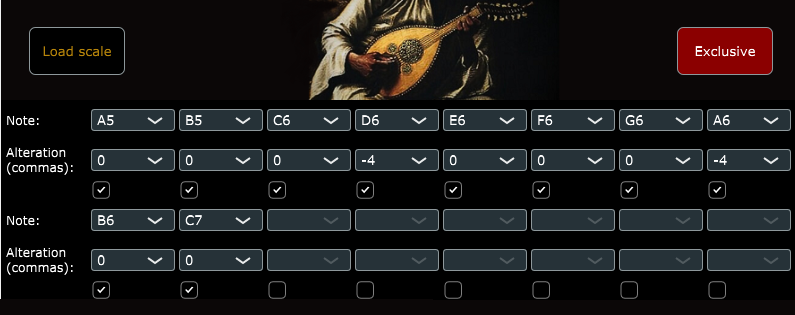 Load scale
Exclusive
Note: A5 B5 C6 D6 E6 F6 G6 A6
Alteration
(commas): 0 0 0 -4 0 0 0 -4
Note: B6 C7
Alteration
(commas): 0 0